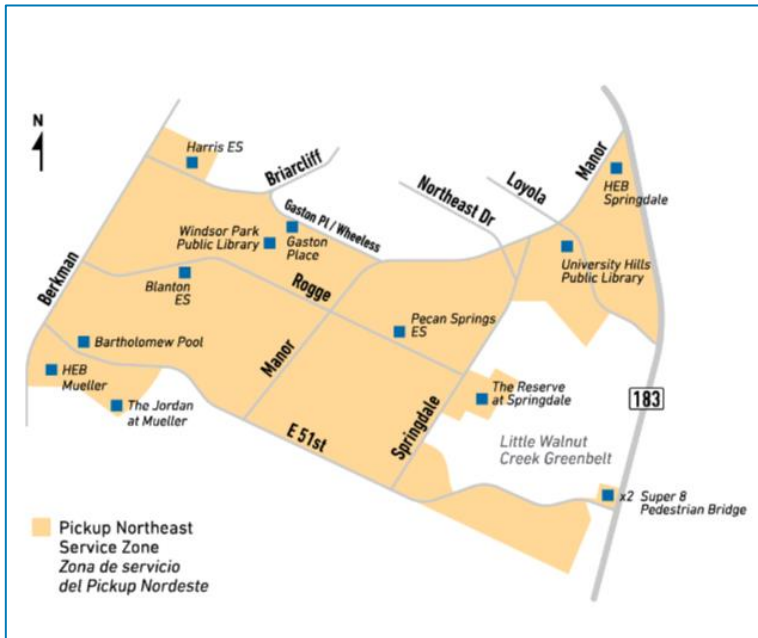 N
Harris ES
Briarcliff
Northeast Dr
Loyola
Manor
HEB
Springdale
Gaston Pl / Wheeless
Windsor Park
Public Library
Gaston
Place
University Hills
Public Library
Berkman
Blanton
ES
Rogge
Pecan Springs
ES
Bartholomew Pool
Manor
HEB
Mueller
The Jordan
at Mueller
The Reserve
at Springdale
183
E 51st
Springdale
Little Walnut
Creek Greenbelt
x2 Super 8
Pedestrian Bridge
Pickup Northeast
Service Zone
Zona de servicio
del Pickup Nordeste